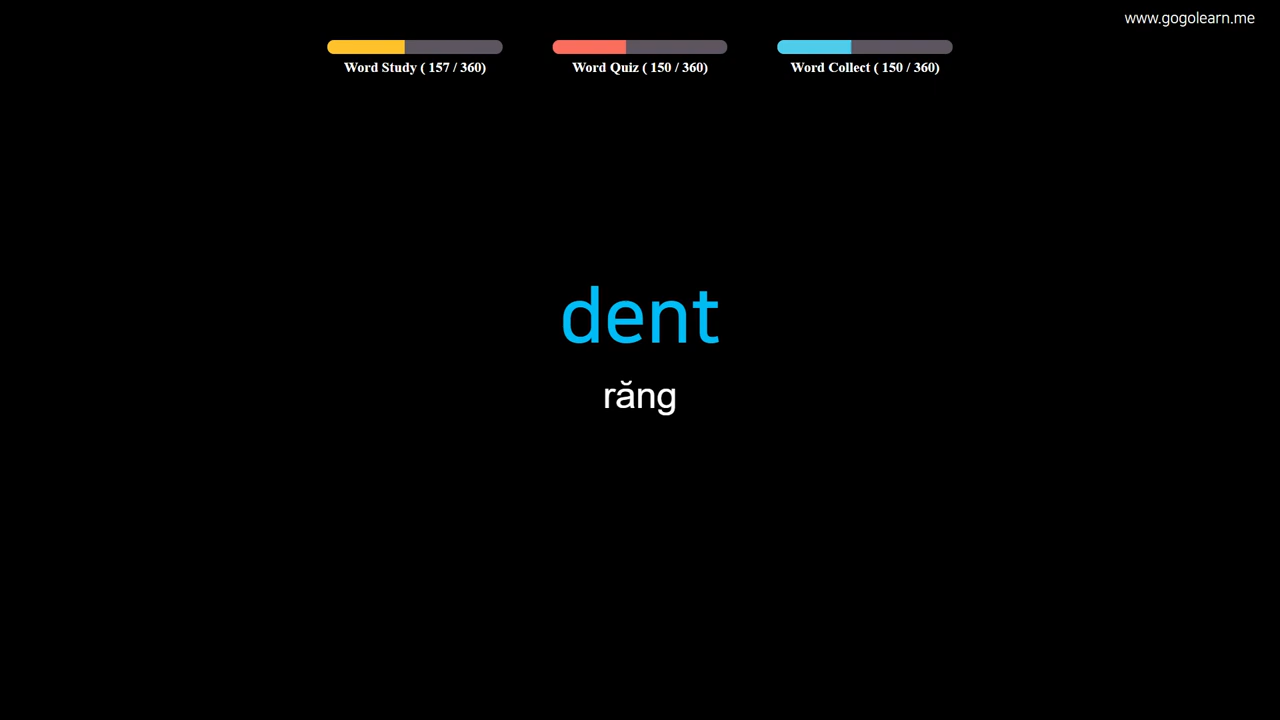 www.gogolearn.me
Word Study ( 157 / 360)
Word Quiz ( 150 / 360)
Word Collect ( 150 / 360)
dent
răng